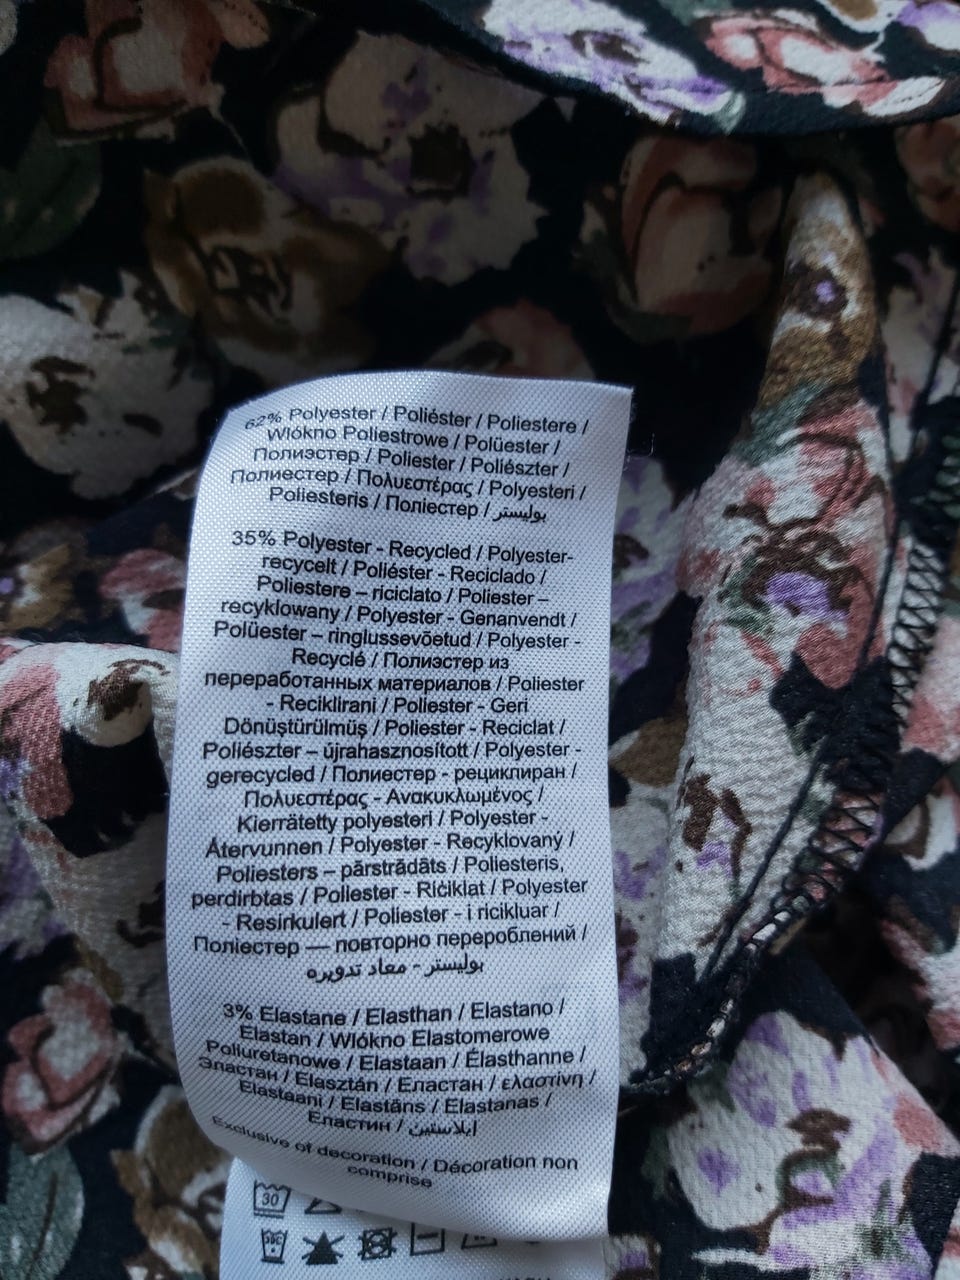 62% Polyester / Poliéster / Poliestere /
Wlókno Poliestrowe / Polüester /
Полиэстер / Poliester / Poliészter /
Полиестер / Πολυεστέρας / Polyesteri /
Poliesteris / Поліестер / بوليستر
35% Polyester - Recycled / Polyester-
recycelt / Poliéster - Reciclado /
Poliestere – riciclato / Poliester –
recyklowany / Polyester - Genanvendt /
Polüester – ringlussevõetud / Polyester -
Recyclé / Полиэстер из
переработанных материалов / Poliester
- Reciklirani / Poliester - Geri
Dönüştürülmüş / Poliester - Reciclat /
Poliészter – újrahasznosított / Polyester -
gerecycled / Полиестер - рециклиран /
Πολυεστέρας - Ανακυκλωμένος /
Kierrätetty polyesteri / Polyester -
Återvunnen / Polyester - Recyklovaný /
Poliesters – pārstrādāts / Poliesteris,
perdirbtas / Poliester - Riċiklat / Polyester
- Resirkulert / Poliester - i ricikluar /
Поліестер — повторно перероблений /
بوليستر - معاد تدويره
3% Elastane / Elasthan / Elastano /
Elastan / Wlókno Elastomerowe
Poliuretanowe / Elastaan / Élasthanne /
Эластан / Elasztán / Еластан / ελαστίνη /
Elastaani / Elastāns / Elastanas /
Еластин / إيلاستين
Exclusive of decoration / Décoration non
comprise
30